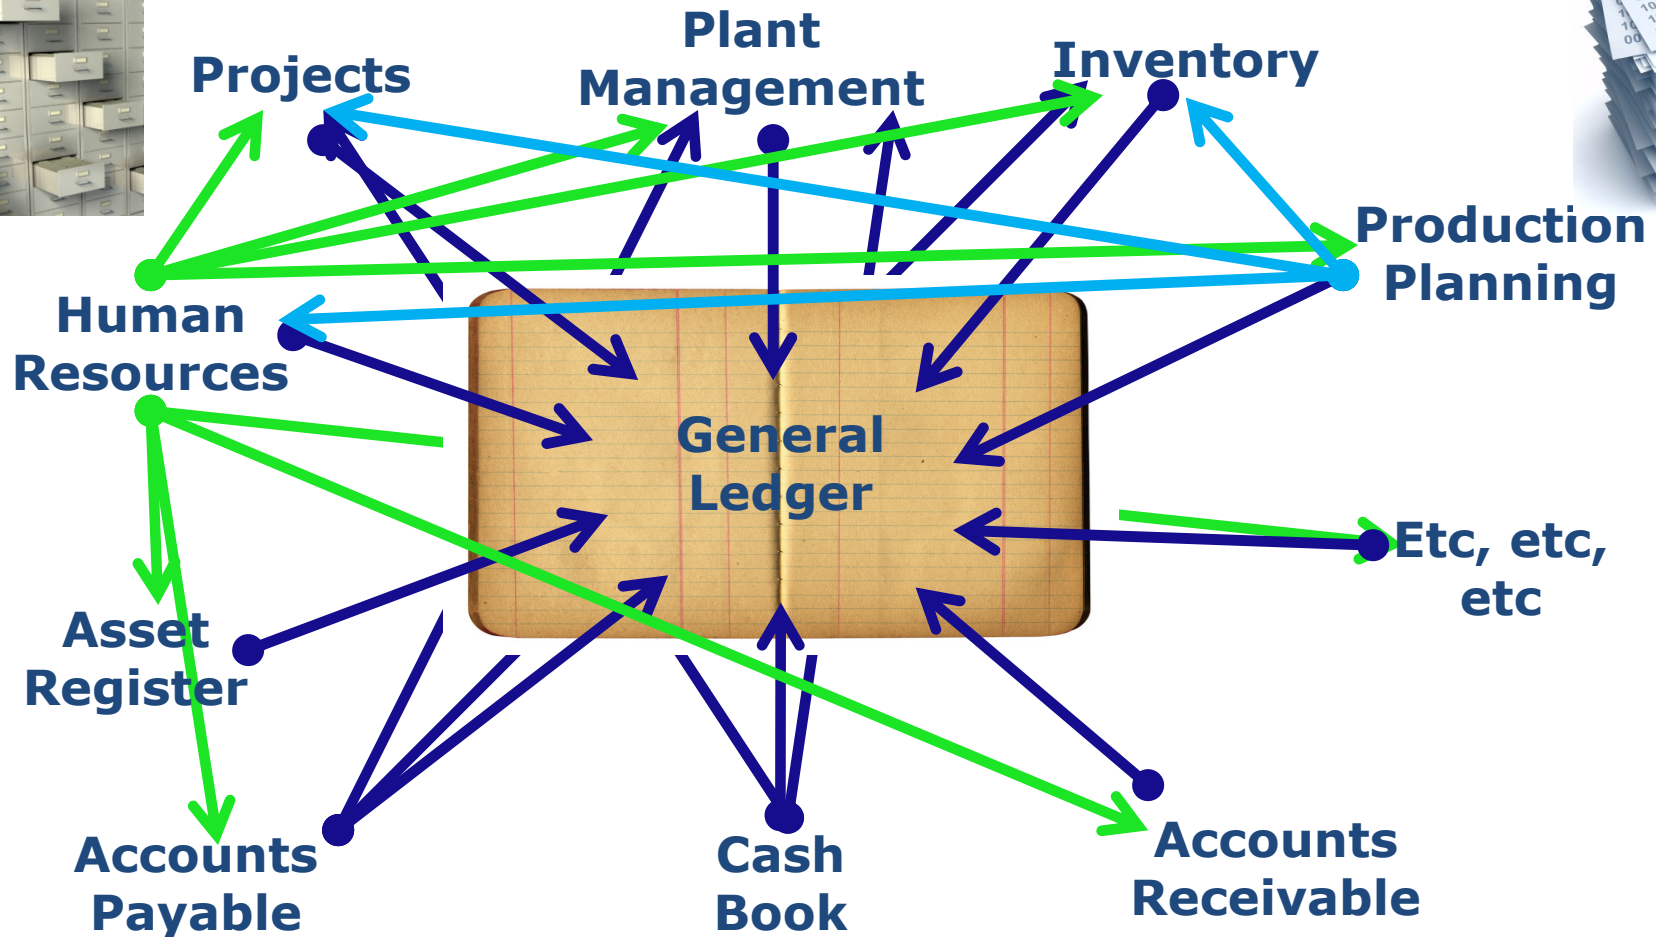 Projects
Plant
Management
Inventory
Production
Planning
Human
Resources
General
Ledger
Etc, etc,
etc
Asset
Register
Accounts
Payable
Cash
Book
Accounts
Receivable